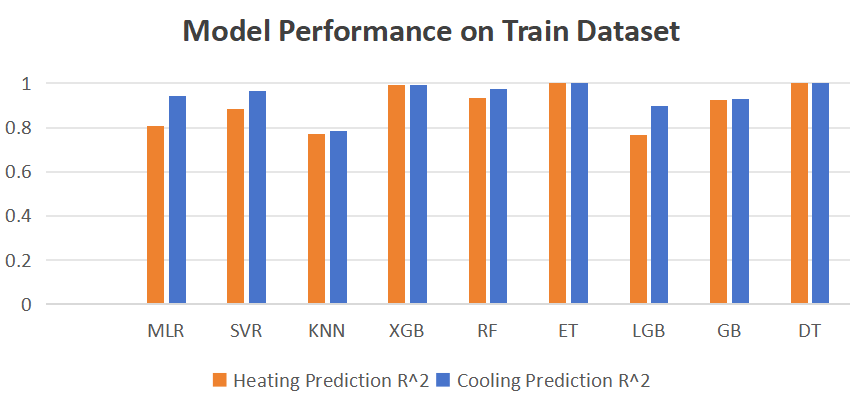 Model Performance on Train Dataset
1
0.8
0.6
0.4
0.2
0
MLR SVR KNN XGB RF ET LGB GB DT
Heating Prediction R^2 Cooling Prediction R^2